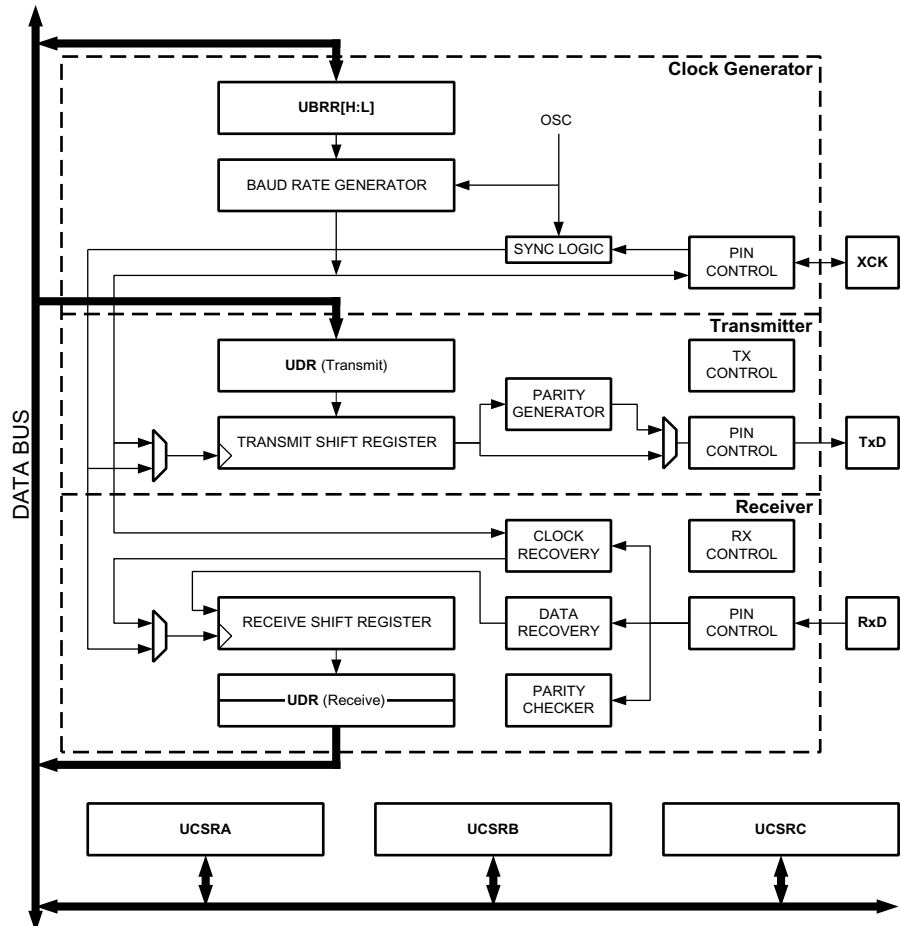 Clock Generator
UBRR[H:L]
OSC
BAUD RATE GENERATOR
SYNC LOGIC
PIN
CONTROL
XCK
Transmitter
UDR (Transmit)
TX
CONTROL
PARITY
GENERATOR
TRANSMIT SHIFT REGISTER
PIN
CONTROL
TxD
DATA BUS
Receiver
CLOCK
RECOVERY
RX
CONTROL
RECEIVE SHIFT REGISTER
DATA
RECOVERY
PIN
CONTROL
RxD
UDR (Receive)
PARITY
CHECKER
UCSRA
UCSRB
UCSRC